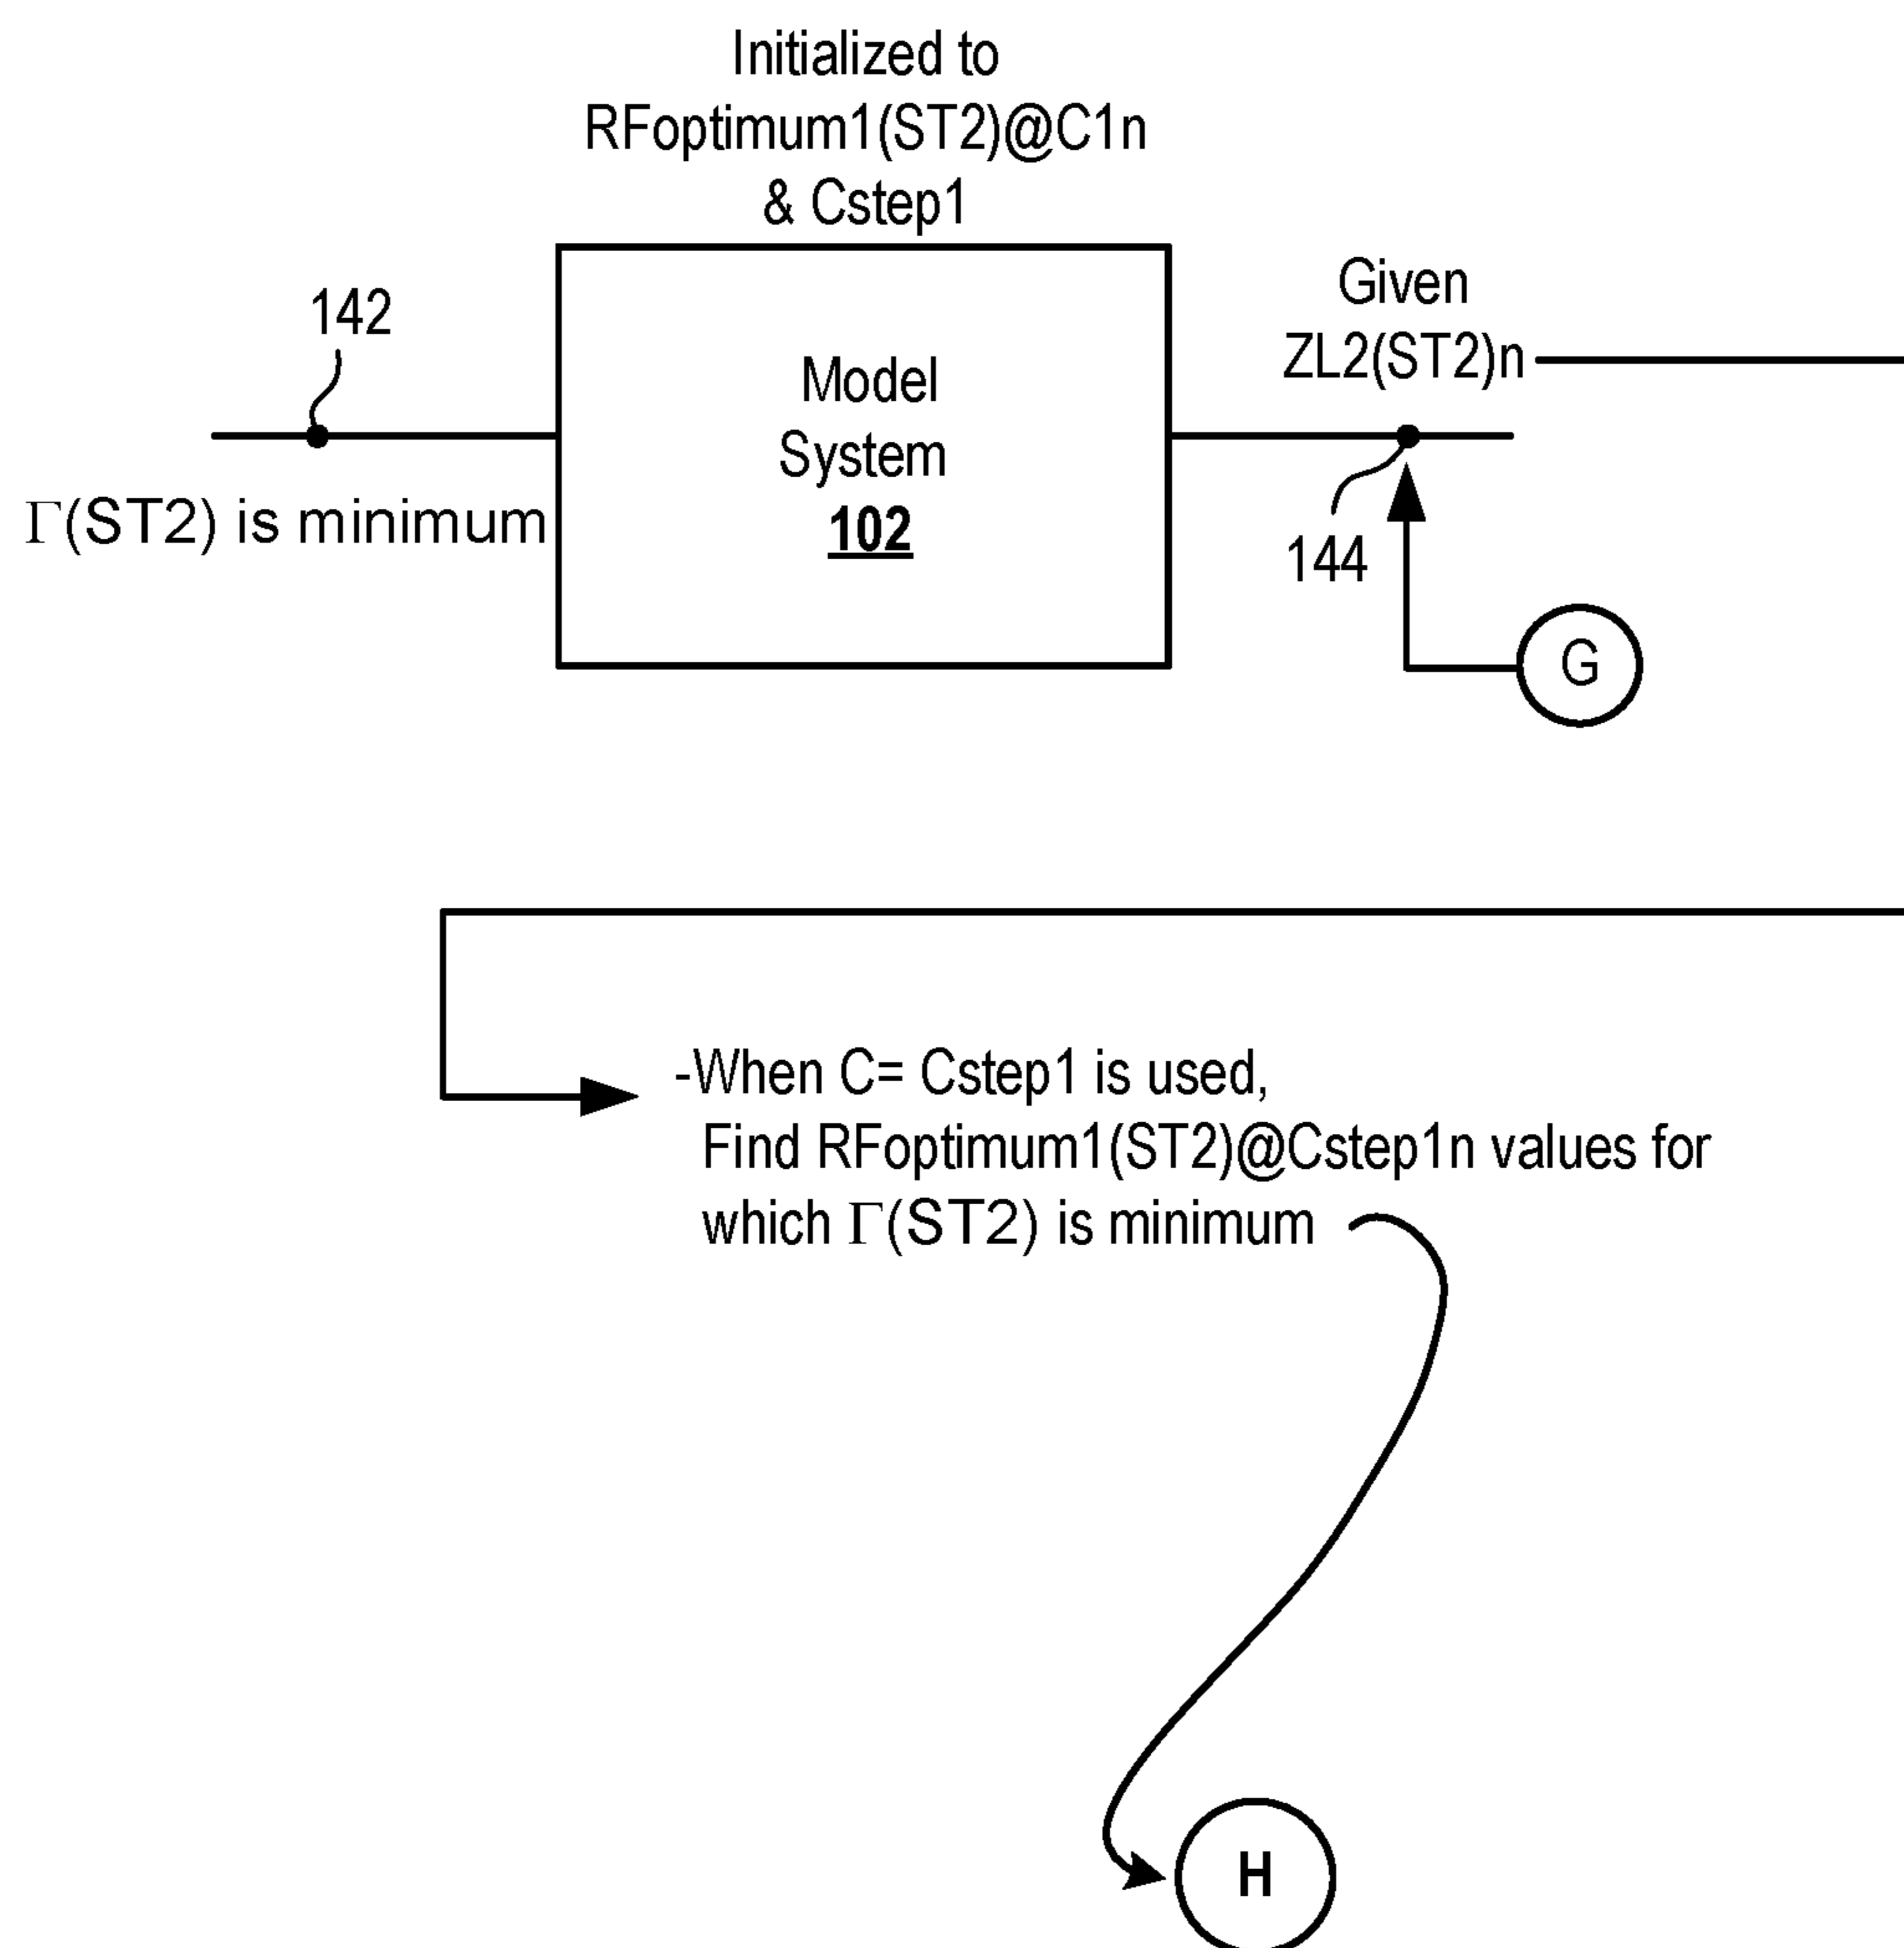 Initialized to
RFoptimum1(ST2)@C1n
& Cstep1
142
Given
ZL2(ST2)n
Model
System
102
Γ(ST2) is minimum
144
G
-When C= Cstep1 is used,
Find RFoptimum1(ST2)@Cstep1n values for
which Γ(ST2) is minimum
H